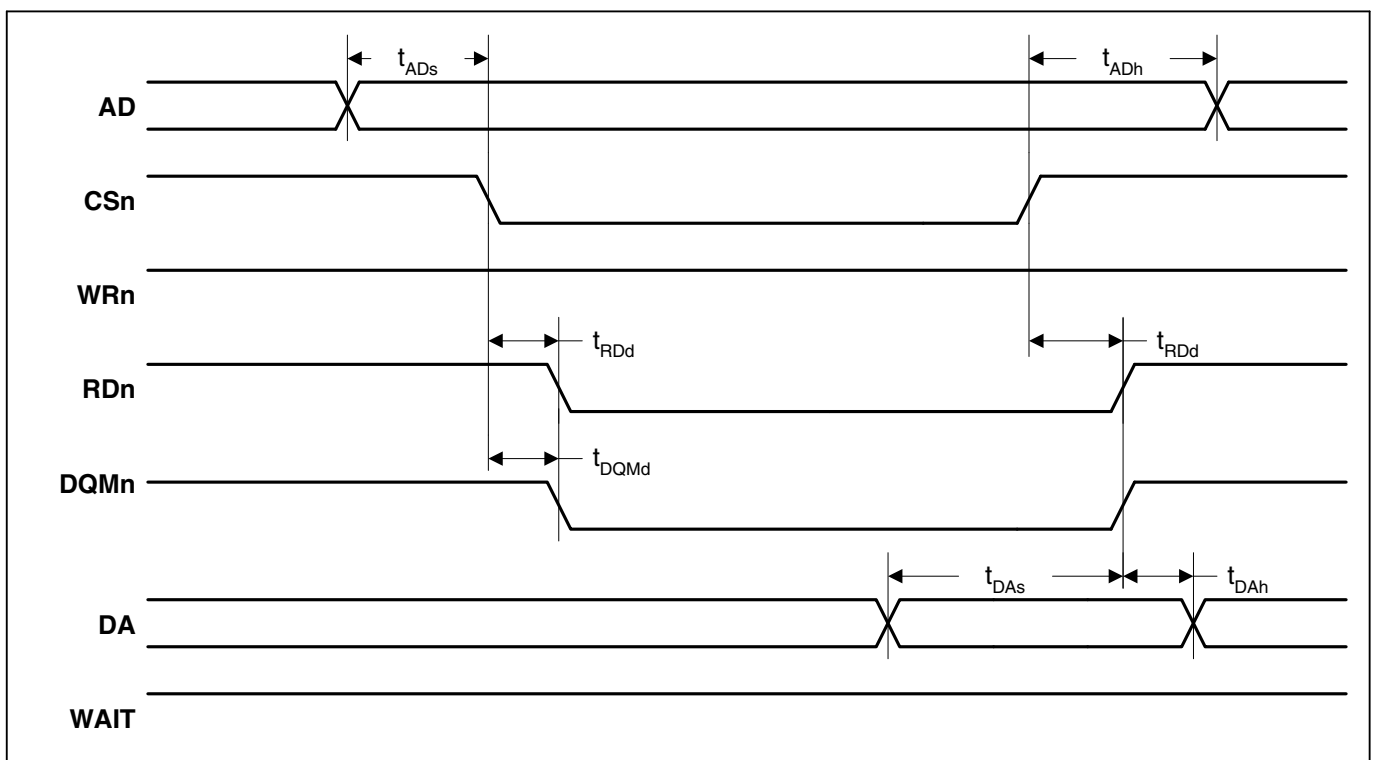 t_ADs t_ADh
AD
CSn
WRn
t_RDd t_RDd
RDn
t_DQMd
DQMn
t_DAs t_DAh
DA
WAIT